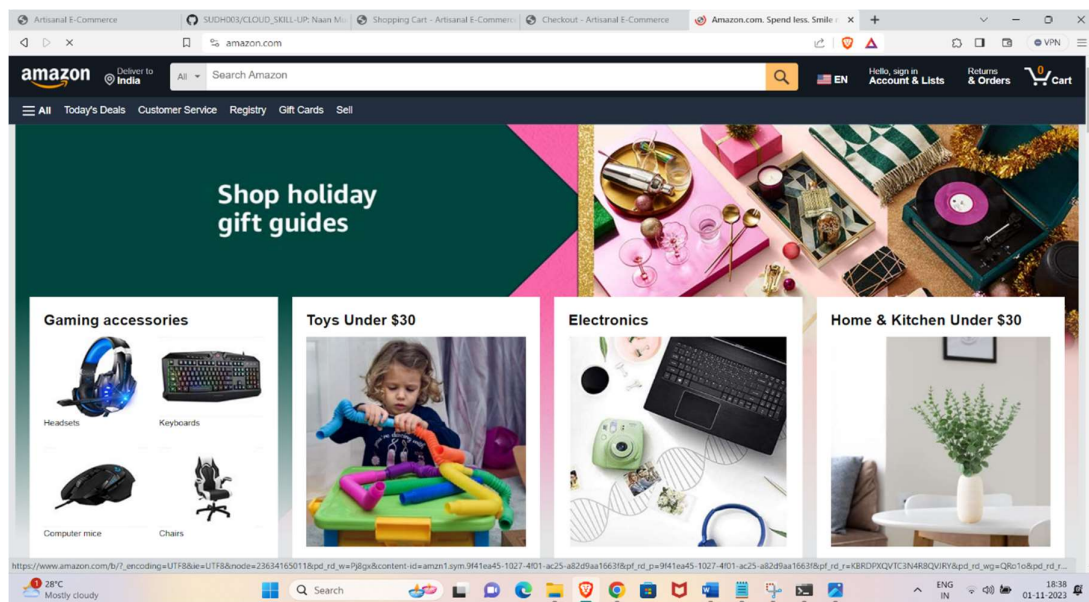 Artisanal E-Commerce
SUDH003/CLOUD_SKILL-UP: Naan Mu
Shopping Cart - Artisanal E-Commerc
Checkout - Artisanal E-Commerce
Amazon.com. Spend less. Smile
amazon.com
VPN
amazon
Deliver to
India
All
Search Amazon
EN
Hello, sign in
Account & Lists
Returns
& Orders
0
Cart
All
Today's Deals
Customer Service
Registry
Gift Cards
Sell
Shop holiday
gift guides
Gaming accessories
Headsets
Keyboards
Computer mice
Chairs
Toys Under $30
Electronics
Home & Kitchen Under $30
1
28°C
Mostly cloudy
Search
ENG
IN
18:38
01-11-2023